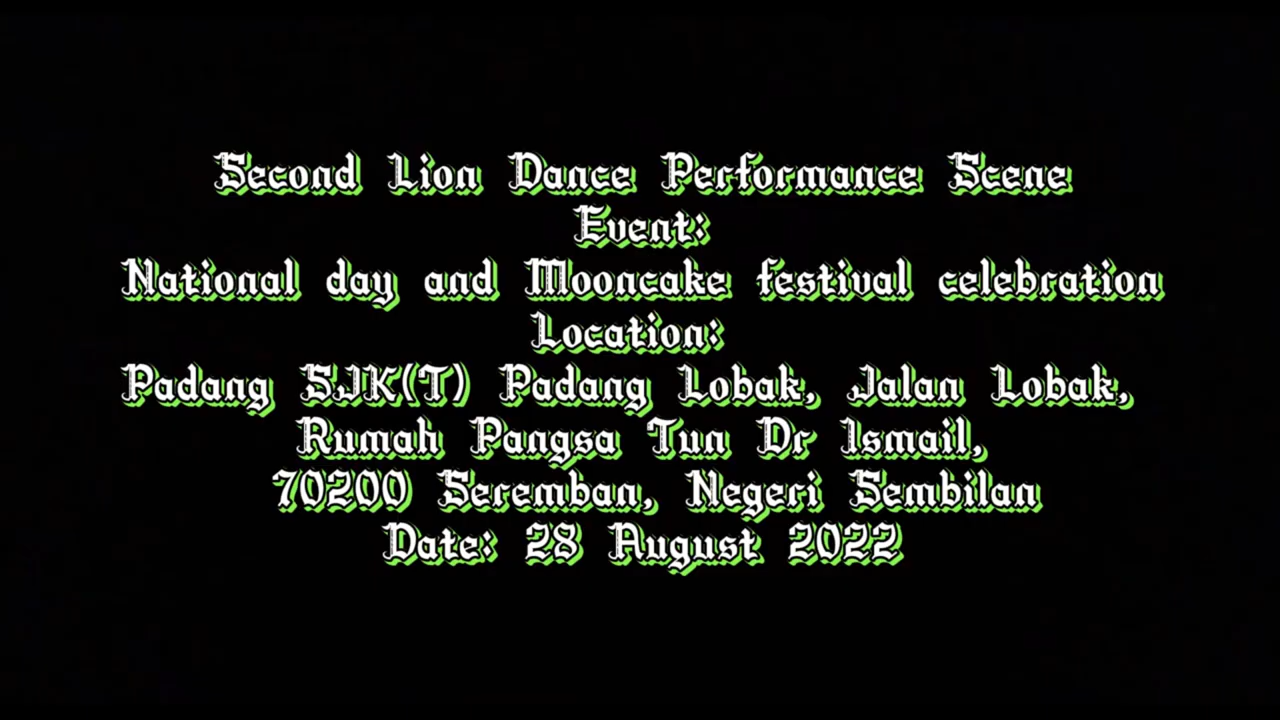 Second Lion Dance Performance Scene
Event:
National day and Mooncake festival celebration
Location:
Padang SJK(T) Padang Lobak, Jalan Lobak,
Rumah Pangsa Tun Dr Ismail,
70200 Seremban, Negeri Sembilan
Date: 28 August 2022